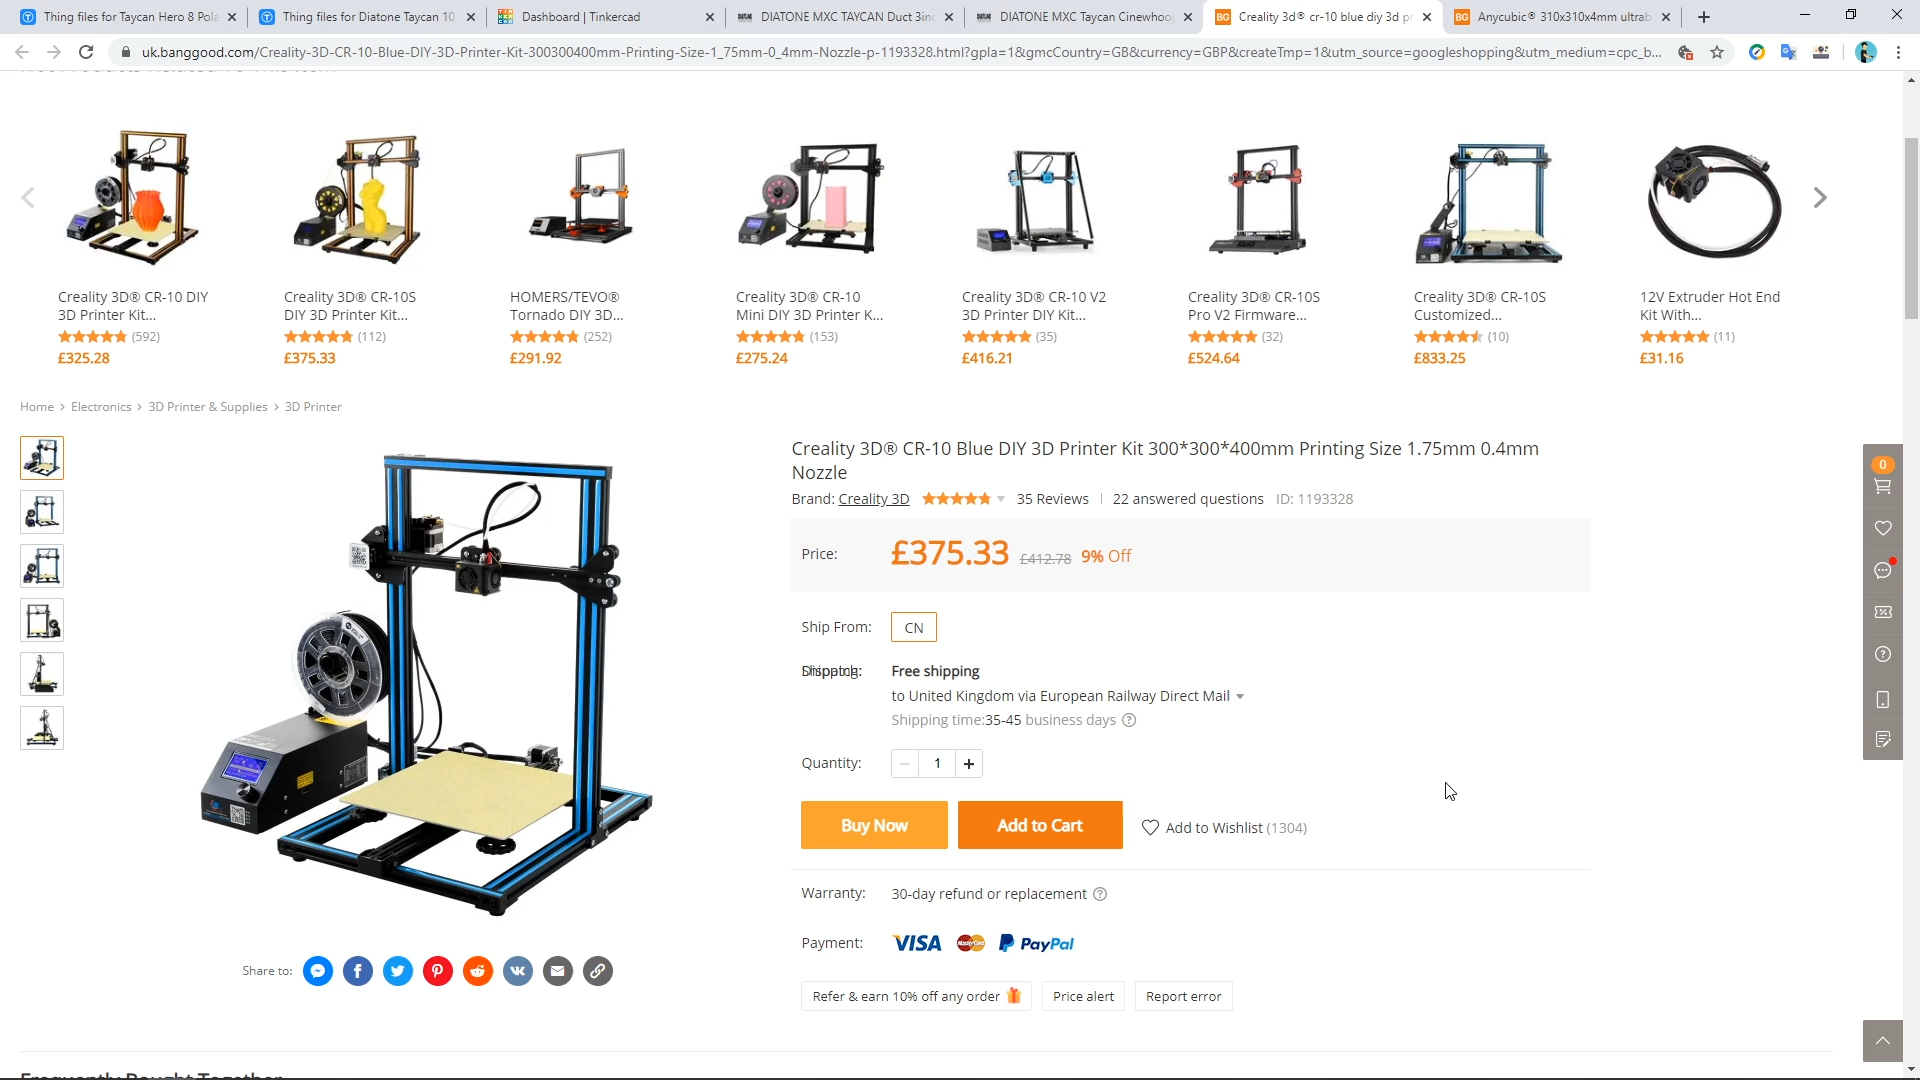 Thing files for Taycan Hero 8 Pola
Thing files for Diatone Taycan 10
Dashboard | Tinkercad
DIATONE MXC TAYCAN Duct 3inc
DIATONE MXC Taycan Cinewhoop
Creality 3d® cr-10 blue diy 3d pr
BG Anycubic® 310x310x4mm ultrab
uk.banggood.com/Creality-3D-CR-10-Blue-DIY-3D-Printer-Kit-300300400mm-Printing-Size-1_75mm-0_4mm-Nozzle-p-1193328.html?gpla=1&gmcCountry=GB&currency=GBP&createTmp=1&utm_source=googleshopping&utm_medium=cpc_b...
Creality 3D® CR-10 DIY
3D Printer Kit...
(592)
£325.28
Creality 3D® CR-10S
DIY 3D Printer Kit...
(112)
£375.33
HOMERS/TEVO®
Tornado DIY 3D...
(252)
£291.92
Creality 3D® CR-10
Mini DIY 3D Printer K...
(153)
£275.24
Creality 3D® CR-10 V2
3D Printer DIY Kit...
(35)
£416.21
Creality 3D® CR-10S
Pro V2 Firmware...
(32)
£524.64
Creality 3D® CR-10S
Customized...
(10)
£833.25
12V Extruder Hot End
Kit With...
(11)
£31.16
Home > Electronics > 3D Printer & Supplies > 3D Printer
Creality 3D® CR-10 Blue DIY 3D Printer Kit 300*300*400mm Printing Size 1.75mm 0.4mm
Nozzle
Brand: Creality 3D 35 Reviews | 22 answered questions ID: 1193328
Price: £375.33 £412.78 9% Off
Ship From: CN
Free shipping
to United Kingdom via European Railway Direct Mail
Shipping time:35-45 business days
Quantity: 1
Buy Now
Add to Cart
Add to Wishlist (1304)
Warranty: 30-day refund or replacement
Payment: VISA MasterCard PayPal
Share to:
Refer & earn 10% off any order
Price alert
Report error
0